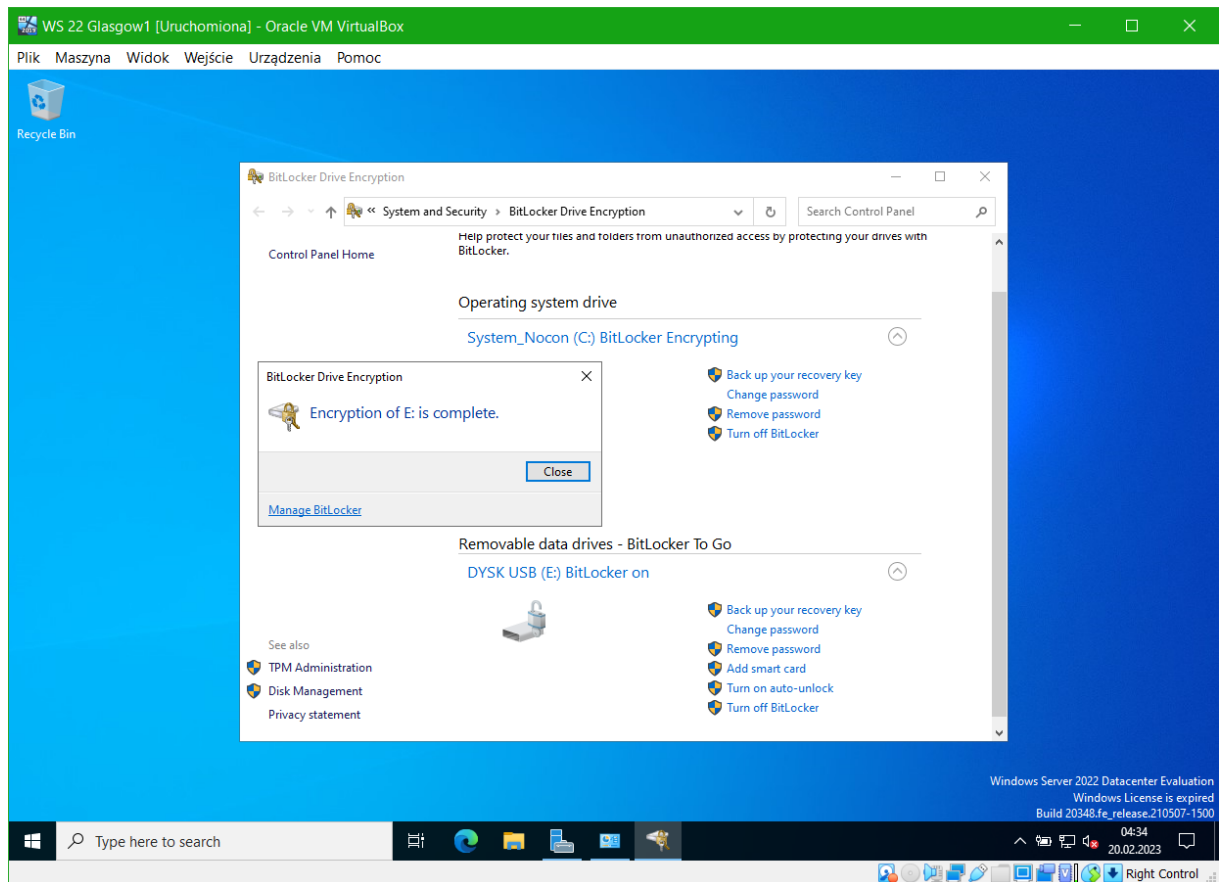 WS 22 Glasgow1 [Uruchomiona] - Oracle VM VirtualBox
Plik Maszyna Widok Wejście Urządzenia Pomoc
Recycle Bin
BitLocker Drive Encryption
« System and Security › BitLocker Drive Encryption
Search Control Panel
Control Panel Home
Help protect your files and folders from unauthorized access by protecting your drives with
BitLocker.
Operating system drive
System_Nocon (C:) BitLocker Encrypting
Back up your recovery key
Change password
Remove password
Turn off BitLocker
BitLocker Drive Encryption
Encryption of E: is complete.
Close
Manage BitLocker
Removable data drives - BitLocker To Go
DYSK USB (E:) BitLocker on
Back up your recovery key
Change password
Remove password
Add smart card
Turn on auto-unlock
Turn off BitLocker
See also
TPM Administration
Disk Management
Privacy statement
Windows Server 2022 Datacenter Evaluation
Windows License is expired
Build 20348.fe_release.210507-1500
Type here to search
04:34
20.02.2023
Right Control